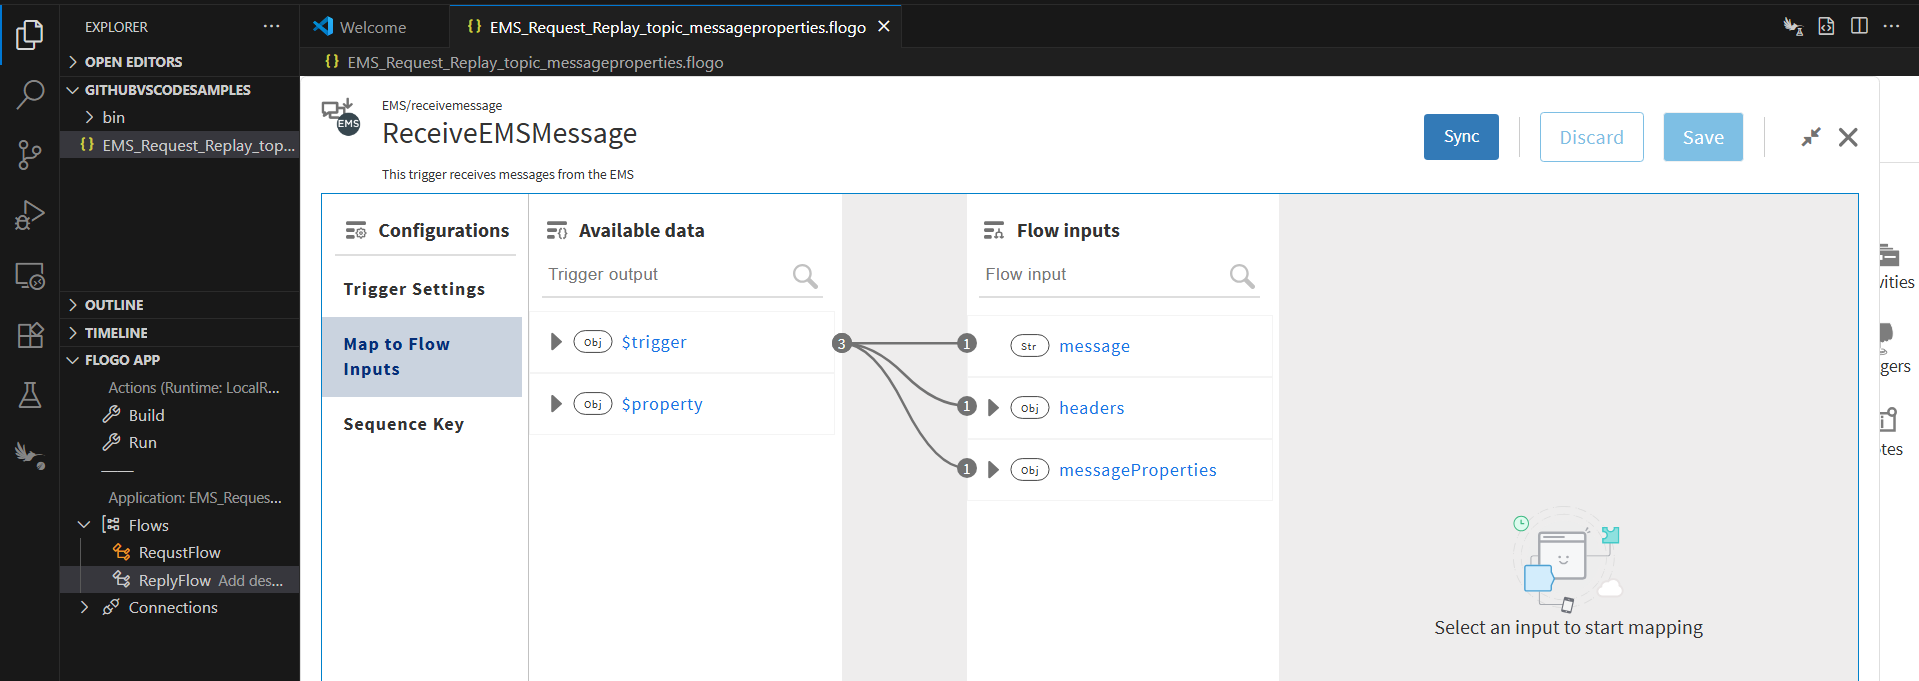 EXPLORER
Welcome
{} EMS_Request_Replay_topic_messageproperties.flogo
OPEN EDITORS
{} EMS_Request_Replay_topic_messageproperties.flogo
GITHUBVSCODESAMPLES
bin
{} EMS_Request_Replay_top...
OUTLINE
TIMELINE
FLOGO APP
Actions (Runtime: LocalR...
Build
Run
Application: EMS_Reques...
Flows
RequstFlow
ReplyFlow Add des...
Connections
EMS
EMS/receivemessage
ReceiveEMSMessage
This trigger receives messages from the EMS
Sync
Discard
Save
Configurations
Trigger Settings
Map to Flow
Inputs
Sequence Key
Available data
Trigger output
Obj $trigger
Obj $property
3
Flow inputs
Flow input
1 Str message
1 Obj headers
1 Obj messageProperties
Select an input to start mapping
vities
gers
tes